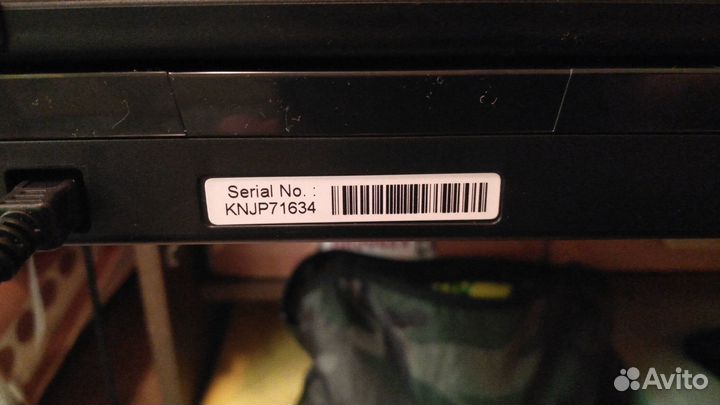 Serial No. :
KNJP71634
Avito